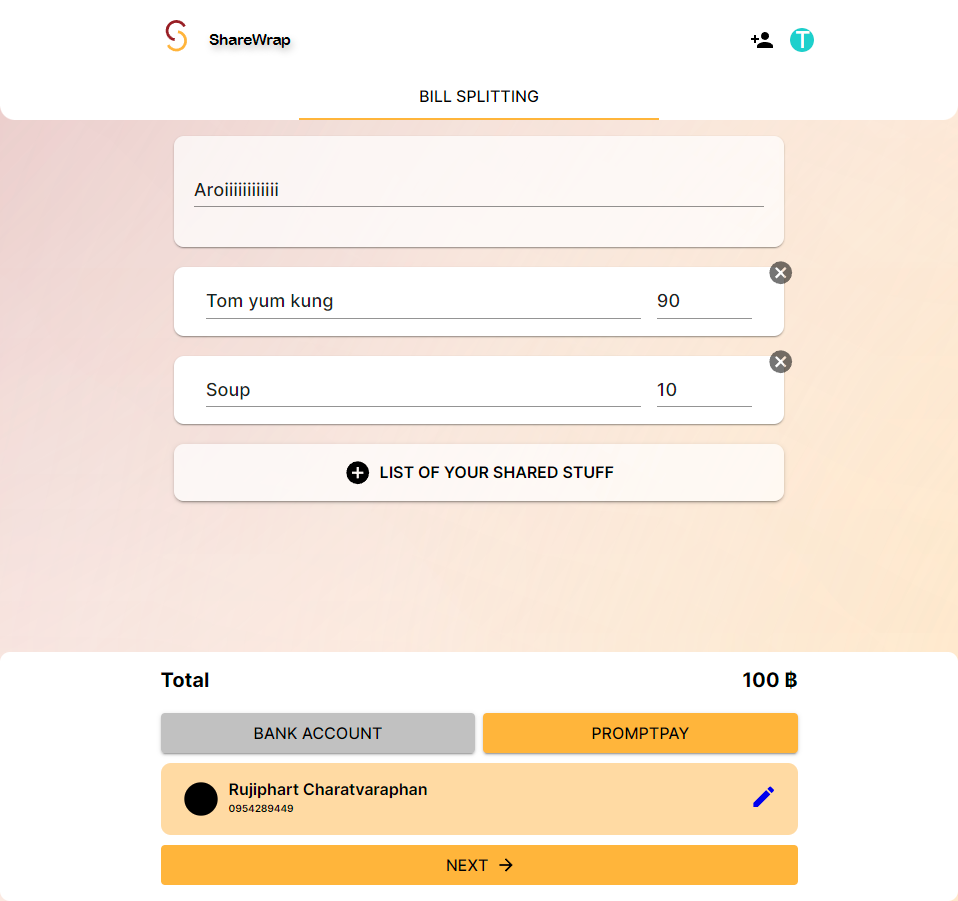 ShareWrap
T
BILL SPLITTING
Aroiiiiiiiiiiii
Tom yum kung 90
Soup 10
LIST OF YOUR SHARED STUFF
Total 100 ฿
BANK ACCOUNT PROMPTPAY
Rujiphart Charatvaraphan
0954289449
NEXT →